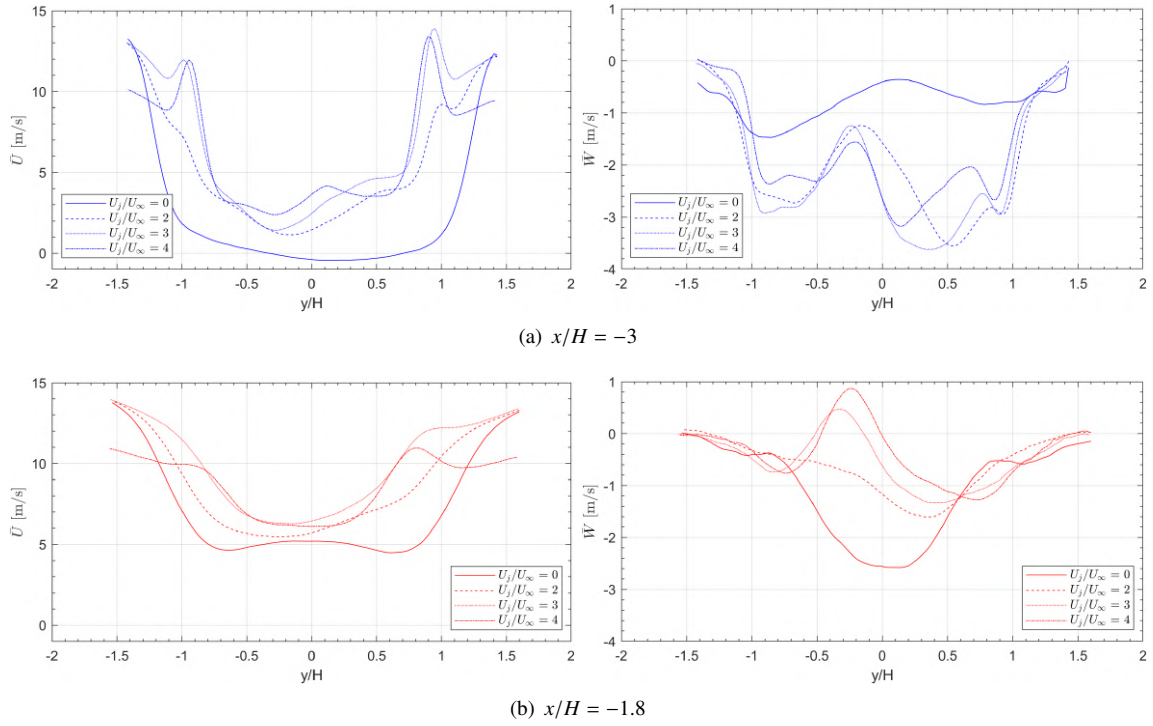 15
10
5
0
Ū [m/s]
U_j/U_∞ = 0
U_j/U_∞ = 2
U_j/U_∞ = 3
U_j/U_∞ = 4
-2 -1.5 -1 -0.5 0 0.5 1 1.5 2
y/H
1
0
-1
-2
-3
-4
W̄ [m/s]
U_j/U_∞ = 0
U_j/U_∞ = 2
U_j/U_∞ = 3
U_j/U_∞ = 4
-2 -1.5 -1 -0.5 0 0.5 1 1.5 2
y/H
(a) x/H = −3
15
10
5
0
Ū [m/s]
U_j/U_∞ = 0
U_j/U_∞ = 2
U_j/U_∞ = 3
U_j/U_∞ = 4
-2 -1.5 -1 -0.5 0 0.5 1 1.5 2
y/H
1
0
-1
-2
-3
-4
W̄ [m/s]
U_j/U_∞ = 0
U_j/U_∞ = 2
U_j/U_∞ = 3
U_j/U_∞ = 4
-2 -1.5 -1 -0.5 0 0.5 1 1.5 2
y/H
(b) x/H = −1.8